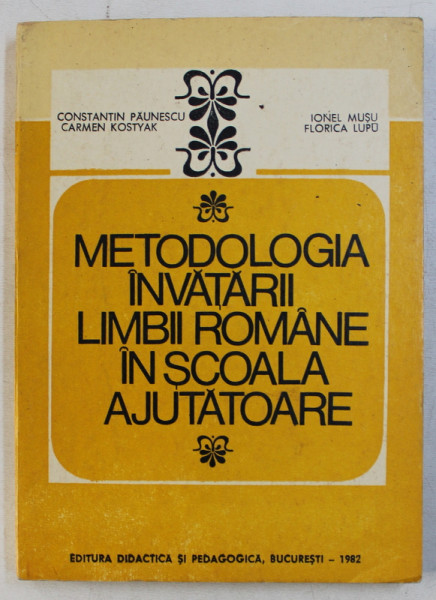 CONSTANTIN PĂUNESCU
CARMEN KOSTYAK
IONEL MUȘU
FLORICA LUPU
METODOLOGIA
ÎNVĂȚĂRII
LIMBII ROMÂNE
ÎN ȘCOALA
AJUTĂTOARE
EDITURA DIDACTICĂ ȘI PEDAGOGICĂ, BUCUREȘTI – 1982